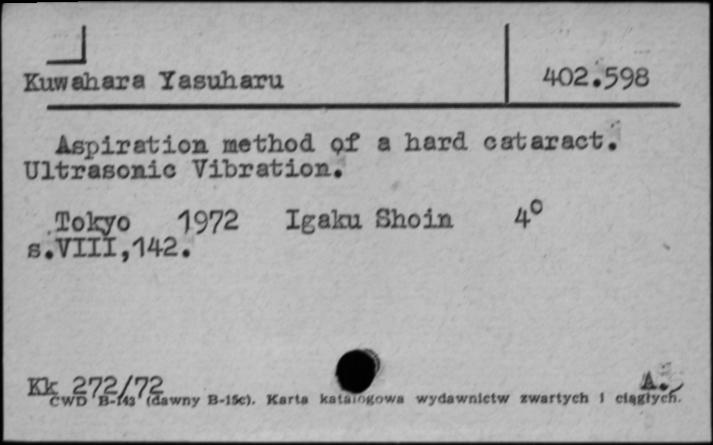 Kuwahara Yasuharu 402.598
Aspiration method of a hard cataract.
Ultrasonic Vibration.
Tokyo 1972 Igaku Shoin 4°
s.VIII,142.
Kk 272/72 A.
CWD B-143 (dawny B-15c). Karta katalogowa wydawnictw zwartych i ciągłych.